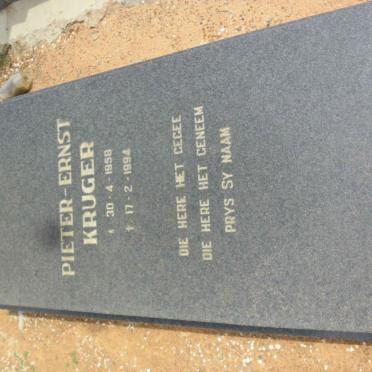 PIETER-ERNST
KRUGER
* 30-4-1958
† 17-2-1994
DIE HERE HET GEGEE
DIE HERE HET GENEEM
PRYS SY NAAM